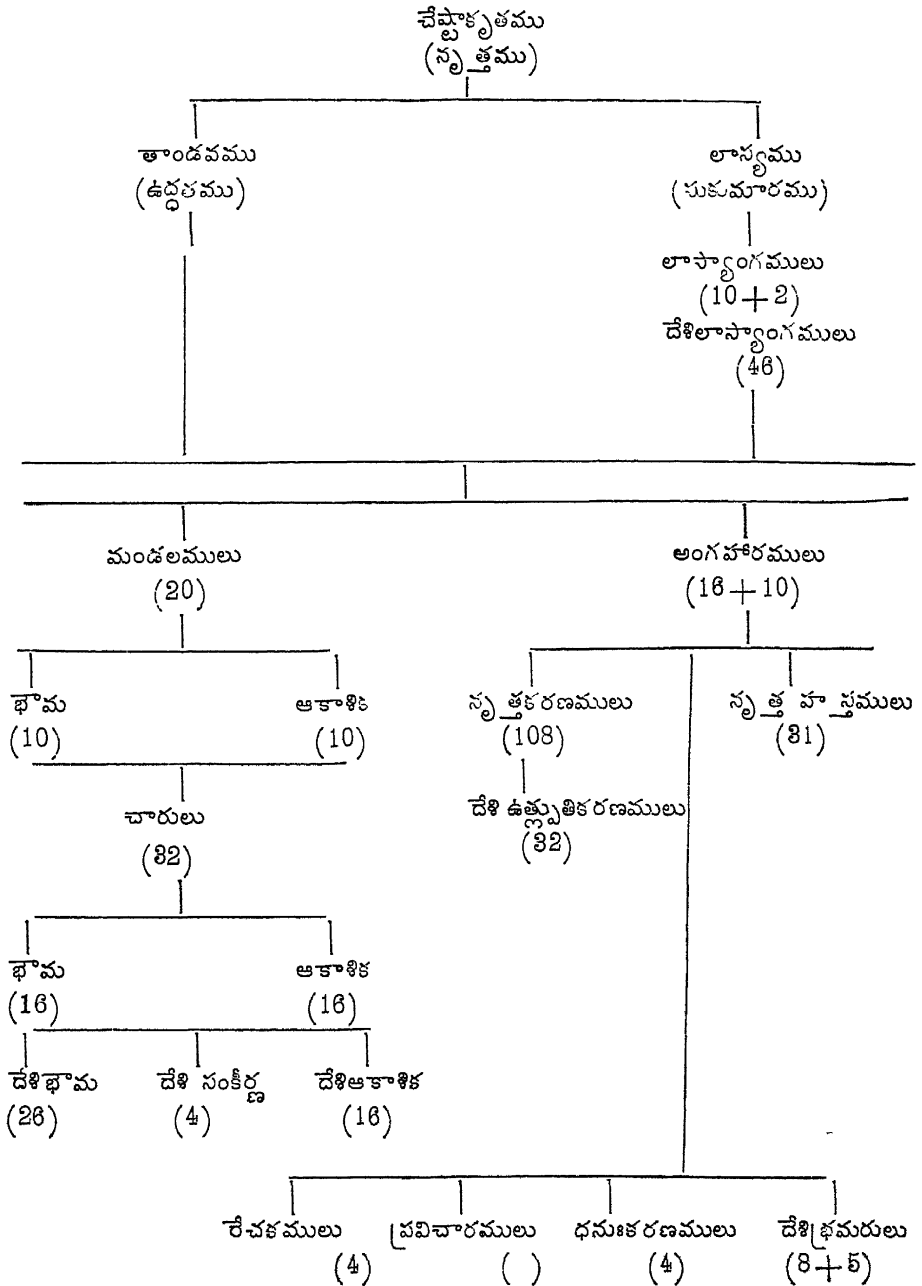 చేష్టాకృతము
(నృత్తము)
తాండవము లాస్యము
(ఉద్ధతము) (సుకుమారము)
లాస్యాంగములు
(10+2)
దేశిలాస్యాంగములు
(46)
మండలములు అంగహారములు
(20) (16+10)
భౌమ ఆకాశిక నృత్తకరణములు నృత్త హస్తములు
(10) (10) (108) (31)
చారులు దేశి ఉత్ప్లుతికరణములు
(32) (32)
భౌమ ఆకాశిక
(16) (16)
దేశిభౌమ దేశి సంకీర్ణ దేశిఆకాశిక
(26) (4) (16)
రేచకములు ప్రవిచారములు ధనుఃకరణములు దేశిభ్రమరులు
(4) ( ) (4) (8+5)